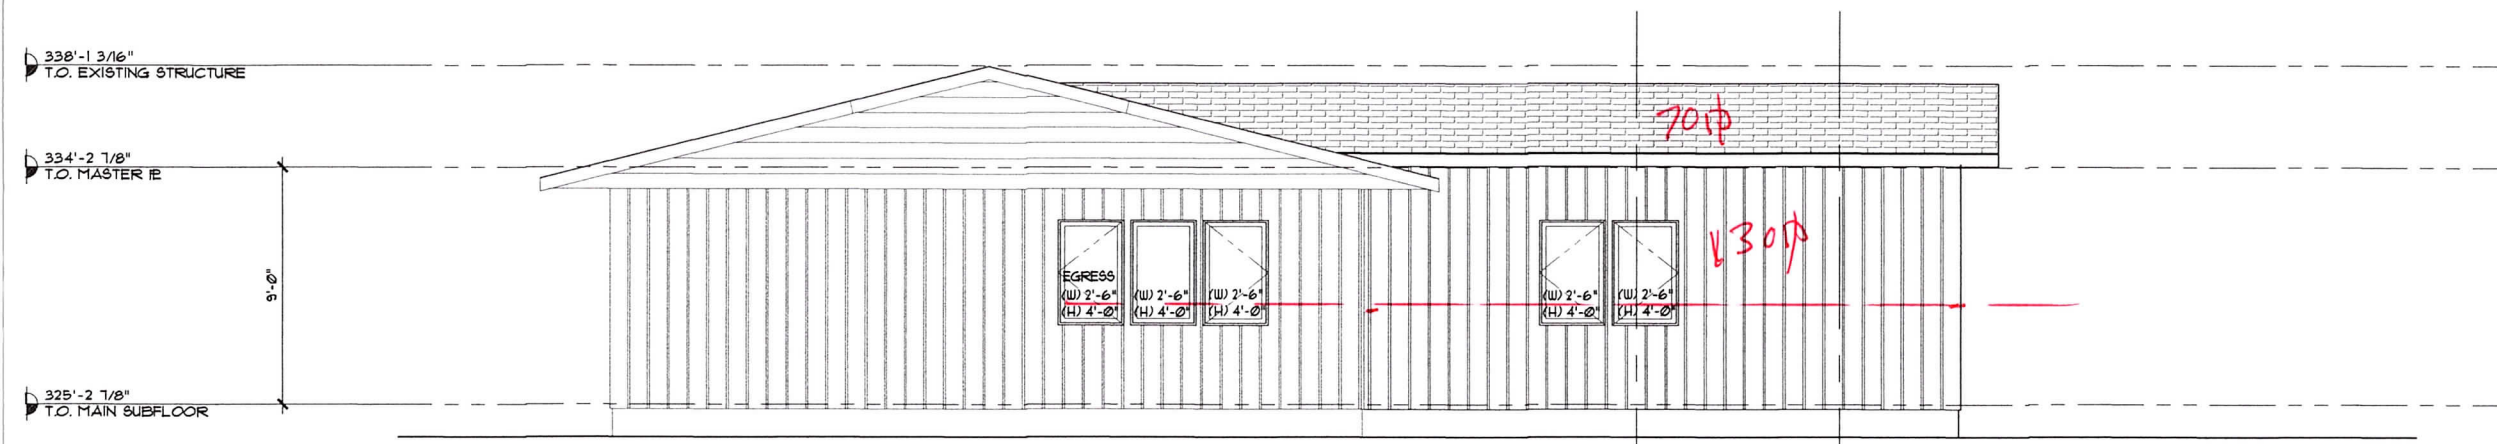 338'-1 3/16"
T.O. EXISTING STRUCTURE
334'-2 7/8"
T.O. MASTER PL
9'-0"
325'-2 7/8"
T.O. MAIN SUBFLOOR
EGRESS
(W) 2'-6"
(H) 4'-0"
(W) 2'-6"
(H) 4'-0"
(W) 2'-6"
(H) 4'-0"
(W) 2'-6"
(H) 4'-0"
(W) 2'-6"
(H) 4'-0"